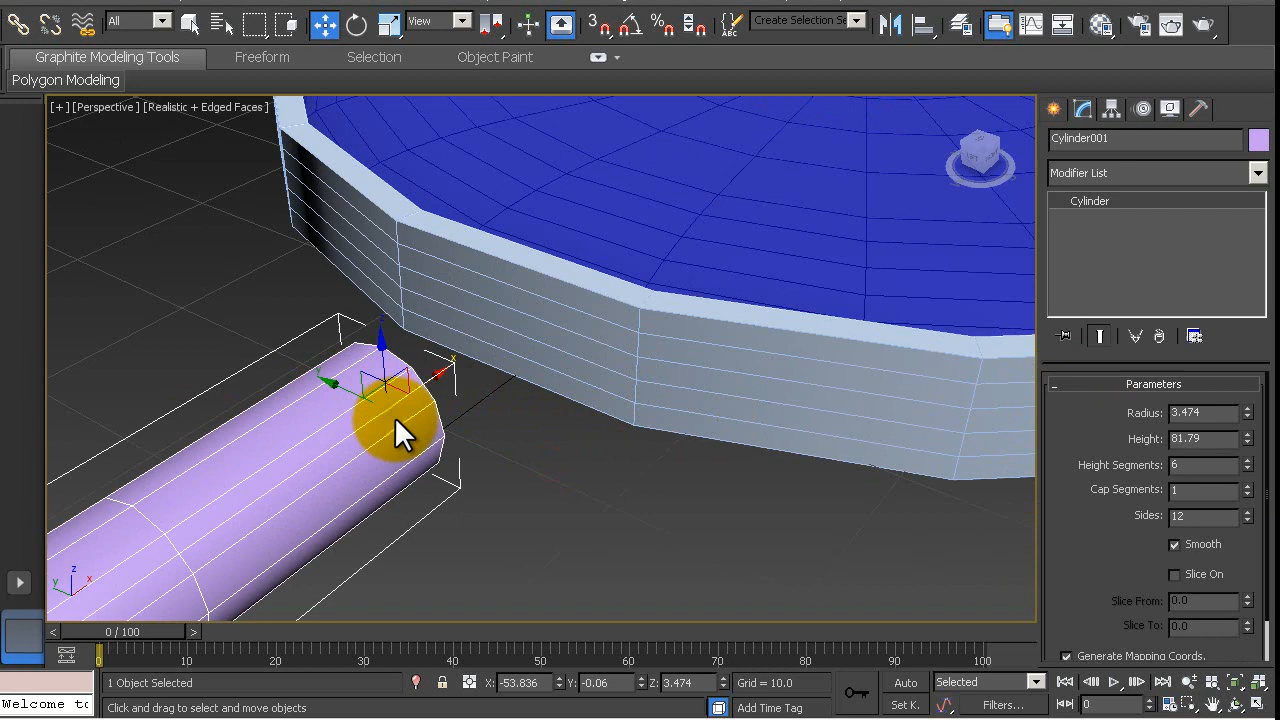 All
View
3
%
ABC
Create Selection Se
Graphite Modeling Tools
Freeform
Selection
Object Paint
Polygon Modeling
[+] [Perspective] [Realistic + Edged Faces]
Cylinder001
Modifier List
Cylinder
Parameters
Radius: 3.474
Height: 81.79
Height Segments: 6
Cap Segments: 1
Sides: 12
Smooth
Slice On
Slice From: 0.0
Slice To: 0.0
Generate Mapping Coords.
z
x
z
y
x
< 0 / 100 >
0 10 20 30 40 50 60 70 80 90 100
1 Object Selected
X: -53.836 Y: -0.06 Z: 3.474
Grid = 10.0
Auto
Selected
Welcome to
Click and drag to select and move objects
Add Time Tag
Set K.
Filters...
0